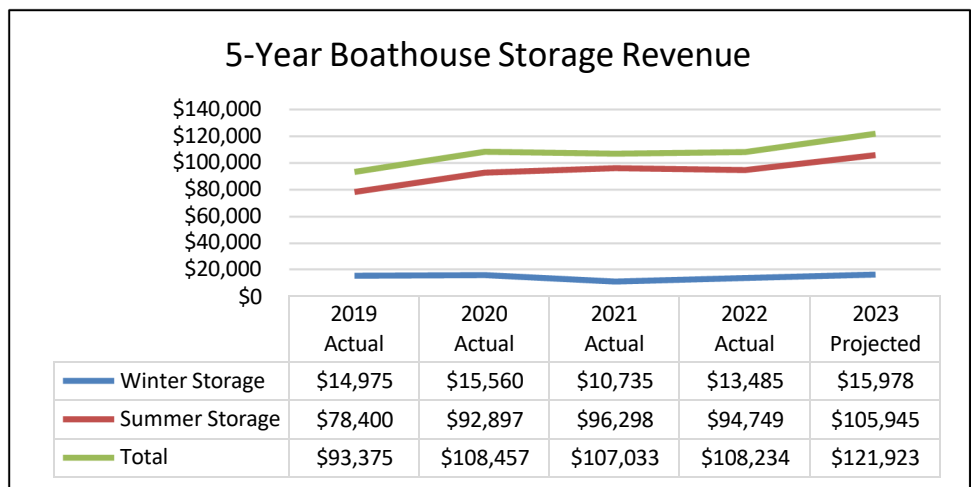 5-Year Boathouse Storage Revenue
$140,000
$120,000
$100,000
$80,000
$60,000
$40,000
$20,000
$0
2019 Actual 2020 Actual 2021 Actual 2022 Actual 2023 Projected
Winter Storage $14,975 $15,560 $10,735 $13,485 $15,978
Summer Storage $78,400 $92,897 $96,298 $94,749 $105,945
Total $93,375 $108,457 $107,033 $108,234 $121,923